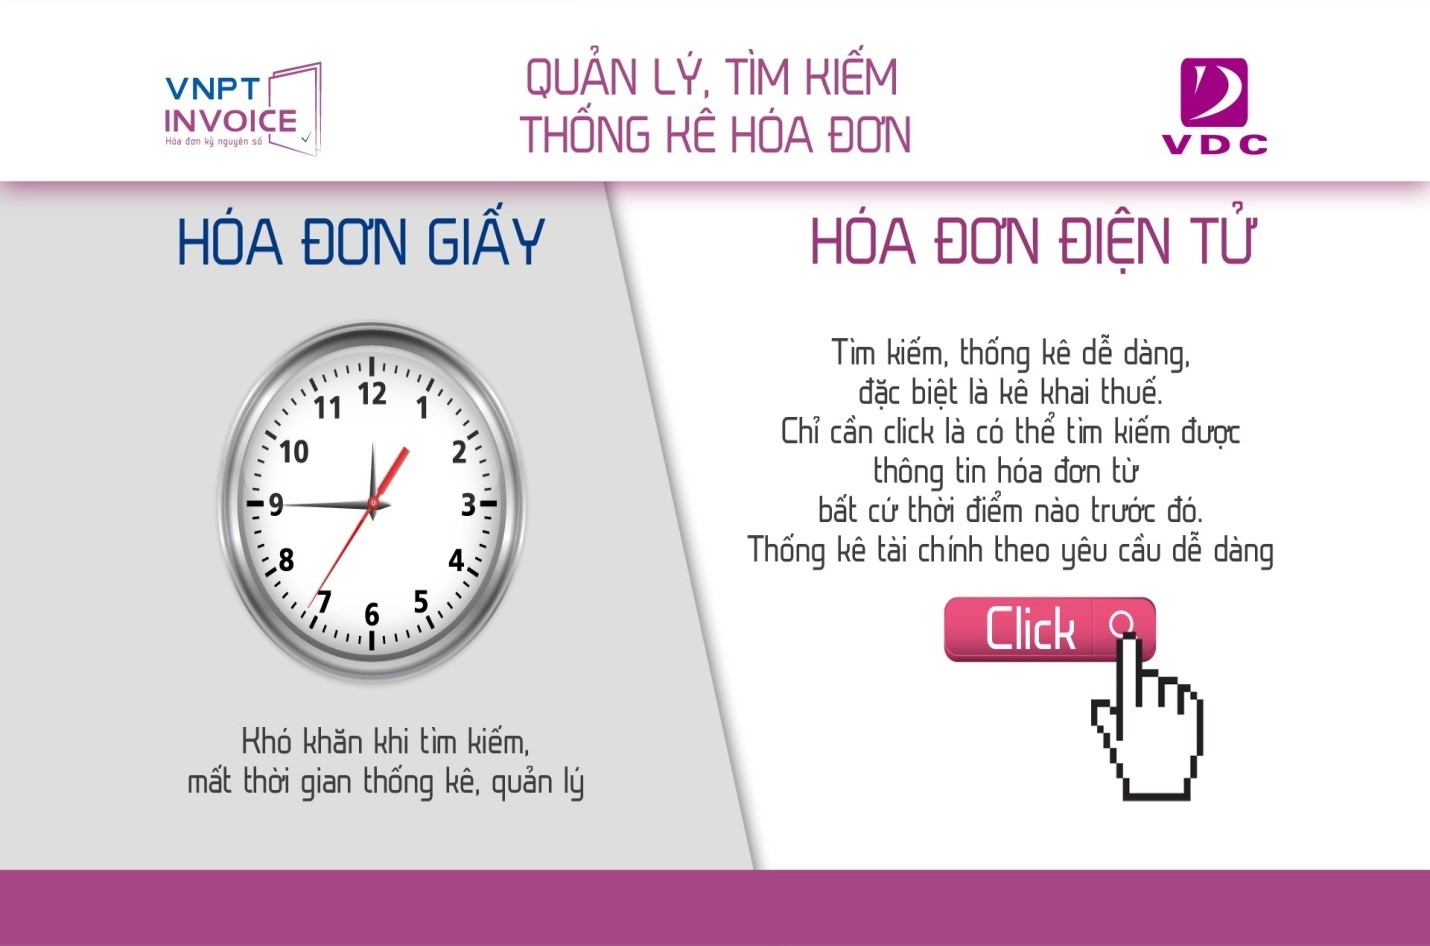 VNPT
INVOICE
Hóa đơn kỷ nguyên số
QUẢN LÝ, TÌM KIẾM
THỐNG KÊ HÓA ĐƠN
VDC
HÓA ĐƠN GIẤY
12
11
1
10
2
9
3
8
4
7
5
6
Khó khăn khi tìm kiếm,
mất thời gian thống kê, quản lý
HÓA ĐƠN ĐIỆN TỬ
Tìm kiếm, thống kê dễ dàng,
đặc biệt là kê khai thuế.
Chỉ cần click là có thể tìm kiếm được
thông tin hóa đơn từ
bất cứ thời điểm nào trước đó.
Thống kê tài chính theo yêu cầu dễ dàng
Click